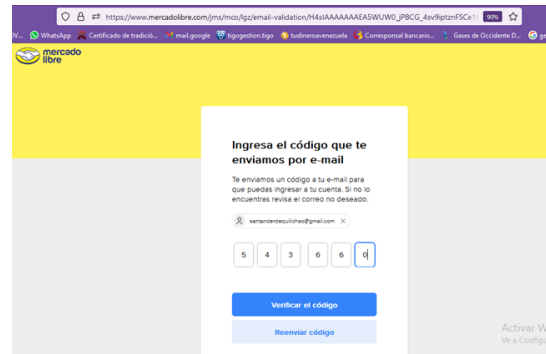 https://www.mercadolibre.com/jms/mco/lgz/email-validation/
90%
WhatsApp Certificado de tradició... mail.google tigogestion.tigo tudineroavenezuela Corresponsal bancario... Gases de Occidente D...
mercado
libre
Ingresa el código que te
enviamos por e-mail
Te enviamos un código a tu e-mail para
que puedas ingresar a tu cuenta. Si no lo
encuentras revisa el correo no deseado.
santanderdequilichao@gmail.com
5 4 3 6 6 0
Verificar el código
Reenviar código
Activar W
Ve a Configu